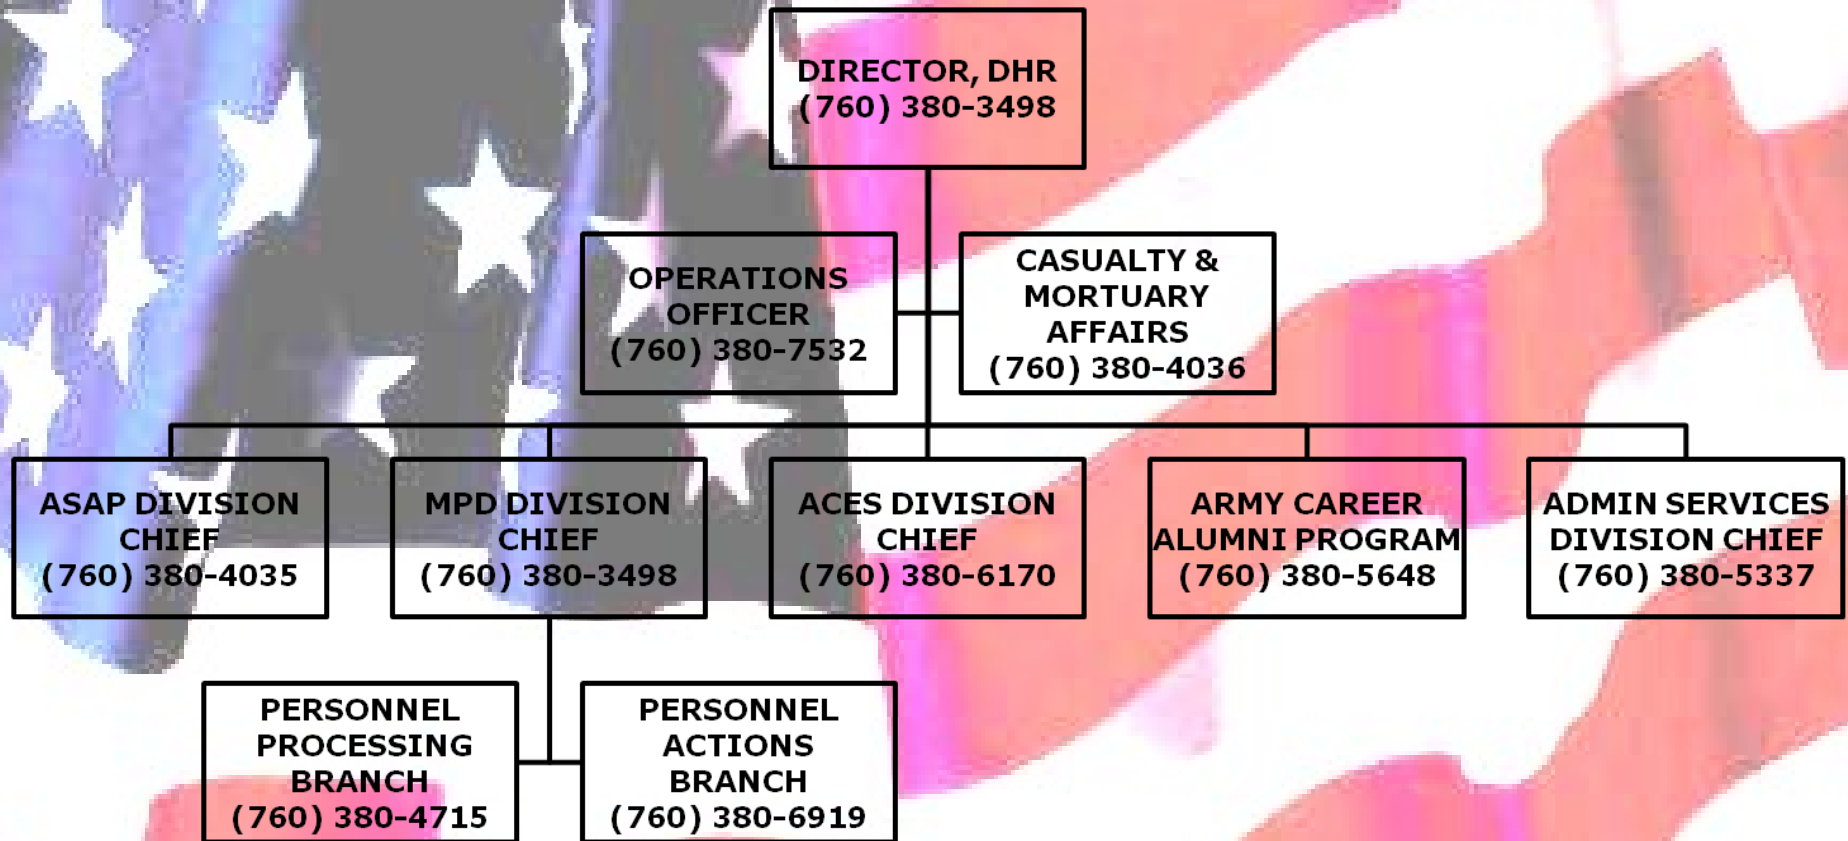 DIRECTOR, DHR
(760) 380-3498
OPERATIONS
OFFICER
(760) 380-7532
CASUALTY &
MORTUARY
AFFAIRS
(760) 380-4036
ASAP DIVISION
CHIEF
(760) 380-4035
MPD DIVISION
CHIEF
(760) 380-3498
ACES DIVISION
CHIEF
(760) 380-6170
ARMY CAREER
ALUMNI PROGRAM
(760) 380-5648
ADMIN SERVICES
DIVISION CHIEF
(760) 380-5337
PERSONNEL
PROCESSING
BRANCH
(760) 380-4715
PERSONNEL
ACTIONS
BRANCH
(760) 380-6919